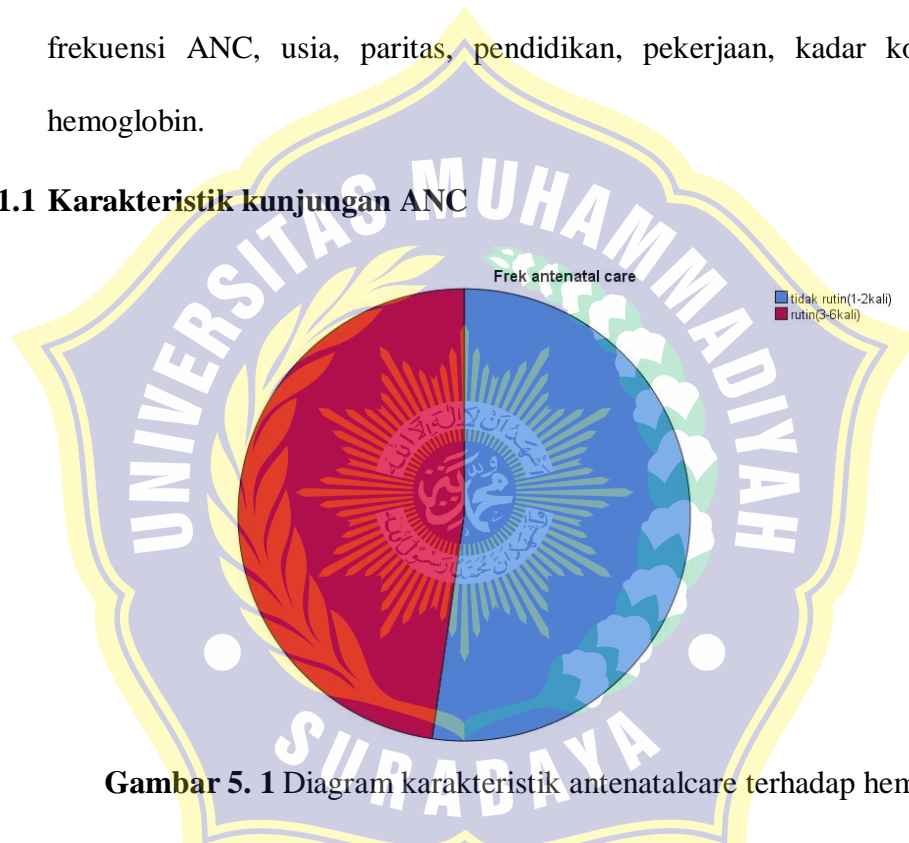 frekuensi ANC, usia, paritas, pendidikan, pekerjaan, kadar ko
hemoglobin.
1.1 Karakteristik kunjungan ANC
Frek antenatal care
tidak rutin(1-2kali)
rutin(3-6kali)
UNIVERSITAS MUHAMMADIYAH
SURABAYA
Gambar 5. 1 Diagram karakteristik antenatalcare terhadap hem